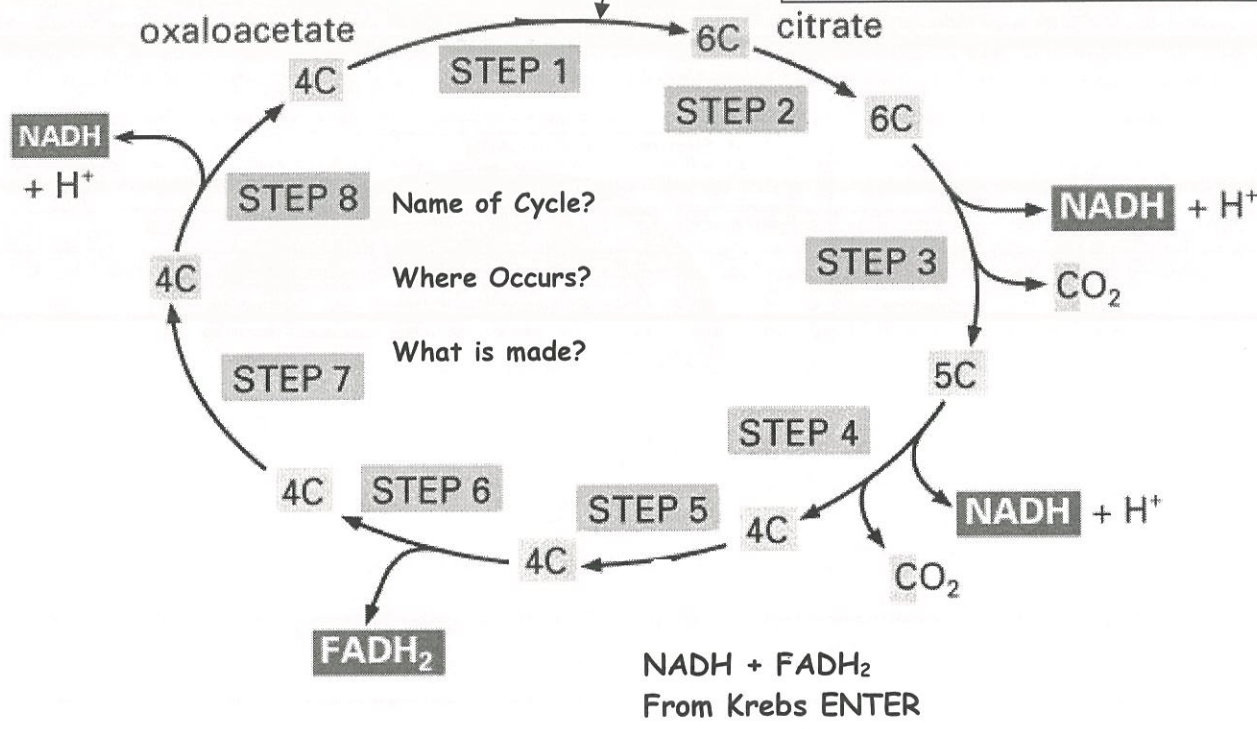 oxaloacetate
4C
STEP 1
6C
citrate
STEP 2
6C
NADH
+ H⁺
STEP 8
Name of Cycle?
NADH + H⁺
STEP 3
4C
Where Occurs?
CO₂
What is made?
STEP 7
5C
STEP 4
4C
STEP 6
STEP 5
4C
NADH + H⁺
4C
CO₂
FADH₂
NADH + FADH₂
From Krebs ENTER